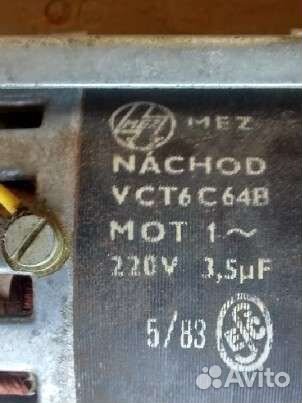 MEZ
NÁCHOD
VCT6C64B
MOT 1~
220V 3,5µF
5/83
Avito